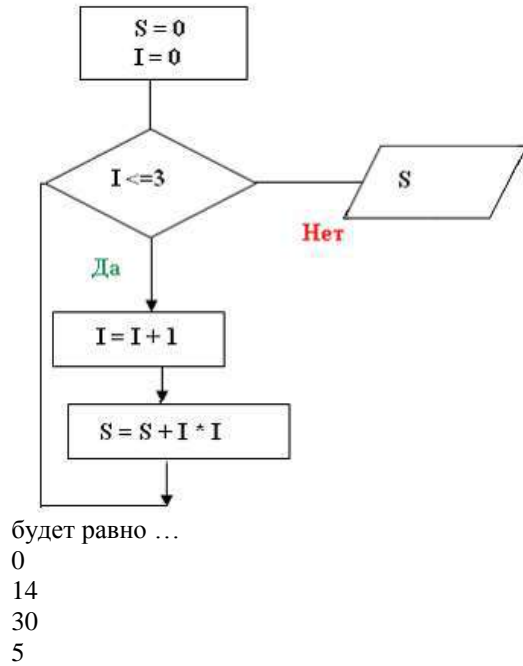 S = 0
I = 0
I <=3
S
Нет
Да
I = I + 1
S = S + I * I
будет равно …
0
14
30
5